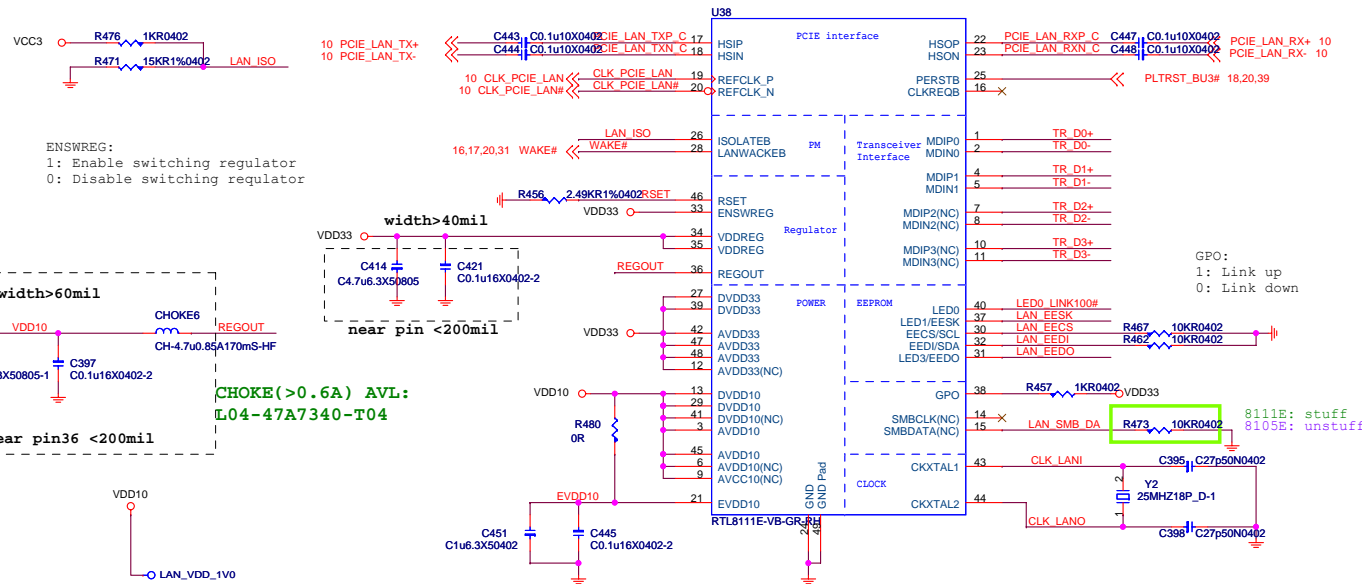 U38
VCC3
R476
1KR0402
R471
15KR1%0402
LAN_ISO
ENSWREG:
1: Enable switching regulator
0: Disable switching requlator
10 PCIE_LAN_TX+
C443
C0.1u10X0402
PCIE_LAN_TXP_C
17
HSIP
10 PCIE_LAN_TX-
C444
C0.1u10X0402
PCIE_LAN_TXN_C
18
HSIN
10 CLK_PCIE_LAN
CLK_PCIE_LAN
19
REFCLK_P
10 CLK_PCIE_LAN#
CLK_PCIE_LAN#
20
REFCLK_N
PCIE interface
HSOP
22
PCIE_LAN_RXP_C
C447
C0.1u10X0402
PCIE_LAN_RX+ 10
HSON
23
PCIE_LAN_RXN_C
C448
C0.1u10X0402
PCIE_LAN_RX- 10
PERSTB
25
PLTRST_BU3# 18,20,39
CLKREQB
16
LAN_ISO
26
ISOLATEB
16,17,20,31 WAKE#
WAKE#
28
LANWACKEB
PM
Transceiver
Interface
MDIP0
1
TR_D0+
MDIN0
2
TR_D0-
MDIP1
4
TR_D1+
MDIN1
5
TR_D1-
MDIP2(NC)
7
TR_D2+
MDIN2(NC)
8
TR_D2-
MDIP3(NC)
10
TR_D3+
MDIN3(NC)
11
TR_D3-
R456
2.49KR1%0402
RSET
46
RSET
VDD33
33
ENSWREG
width>40mil
VDD33
34
VDDREG
35
VDDREG
Regulator
C414
C4.7u6.3X50805
C421
C0.1u16X0402-2
near pin <200mil
REGOUT
36
REGOUT
GPO:
1: Link up
0: Link down
width>60mil
VDD10
CHOKE6
REGOUT
CH-4.7u0.85A170mS-HF
C397
X50805-1
C0.1u16X0402-2
CHOKE(>0.6A) AVL:
L04-47A7340-T04
ear pin36 <200mil
POWER
27
DVDD33
39
DVDD33
VDD33
42
AVDD33
47
AVDD33
48
AVDD33
12
AVDD33(NC)
EEPROM
LED0
40
LED0_LINK100#
LED1/EESK
37
LAN_EESK
EECS/SCL
30
LAN_EECS
R467
10KR0402
EEDI/SDA
32
LAN_EEDI
R462
10KR0402
LED3/EEDO
31
LAN_EEDO
VDD10
13
DVDD10
29
DVDD10
41
DVDD10(NC)
3
AVDD10
R480
0R
45
AVDD10
6
AVDD10(NC)
9
AVCC10(NC)
EVDD10
21
EVDD10
GPO
38
R457
1KR0402
VDD33
SMBCLK(NC)
14
SMBDATA(NC)
15
LAN_SMB_DA
R473
10KR0402
8111E: stuff
8105E: unstuff
CLOCK
CKXTAL1
43
CLK_LANI
C395
C27p50N0402
2
Y2
25MHZ18P_D-1
1
CKXTAL2
44
CLK_LANO
C398
C27p50N0402
GND
GND Pad
24
49
RTL8111E-VB-GR-RH
C451
C1u6.3X50402
C445
C0.1u16X0402-2
VDD10
LAN_VDD_1V0